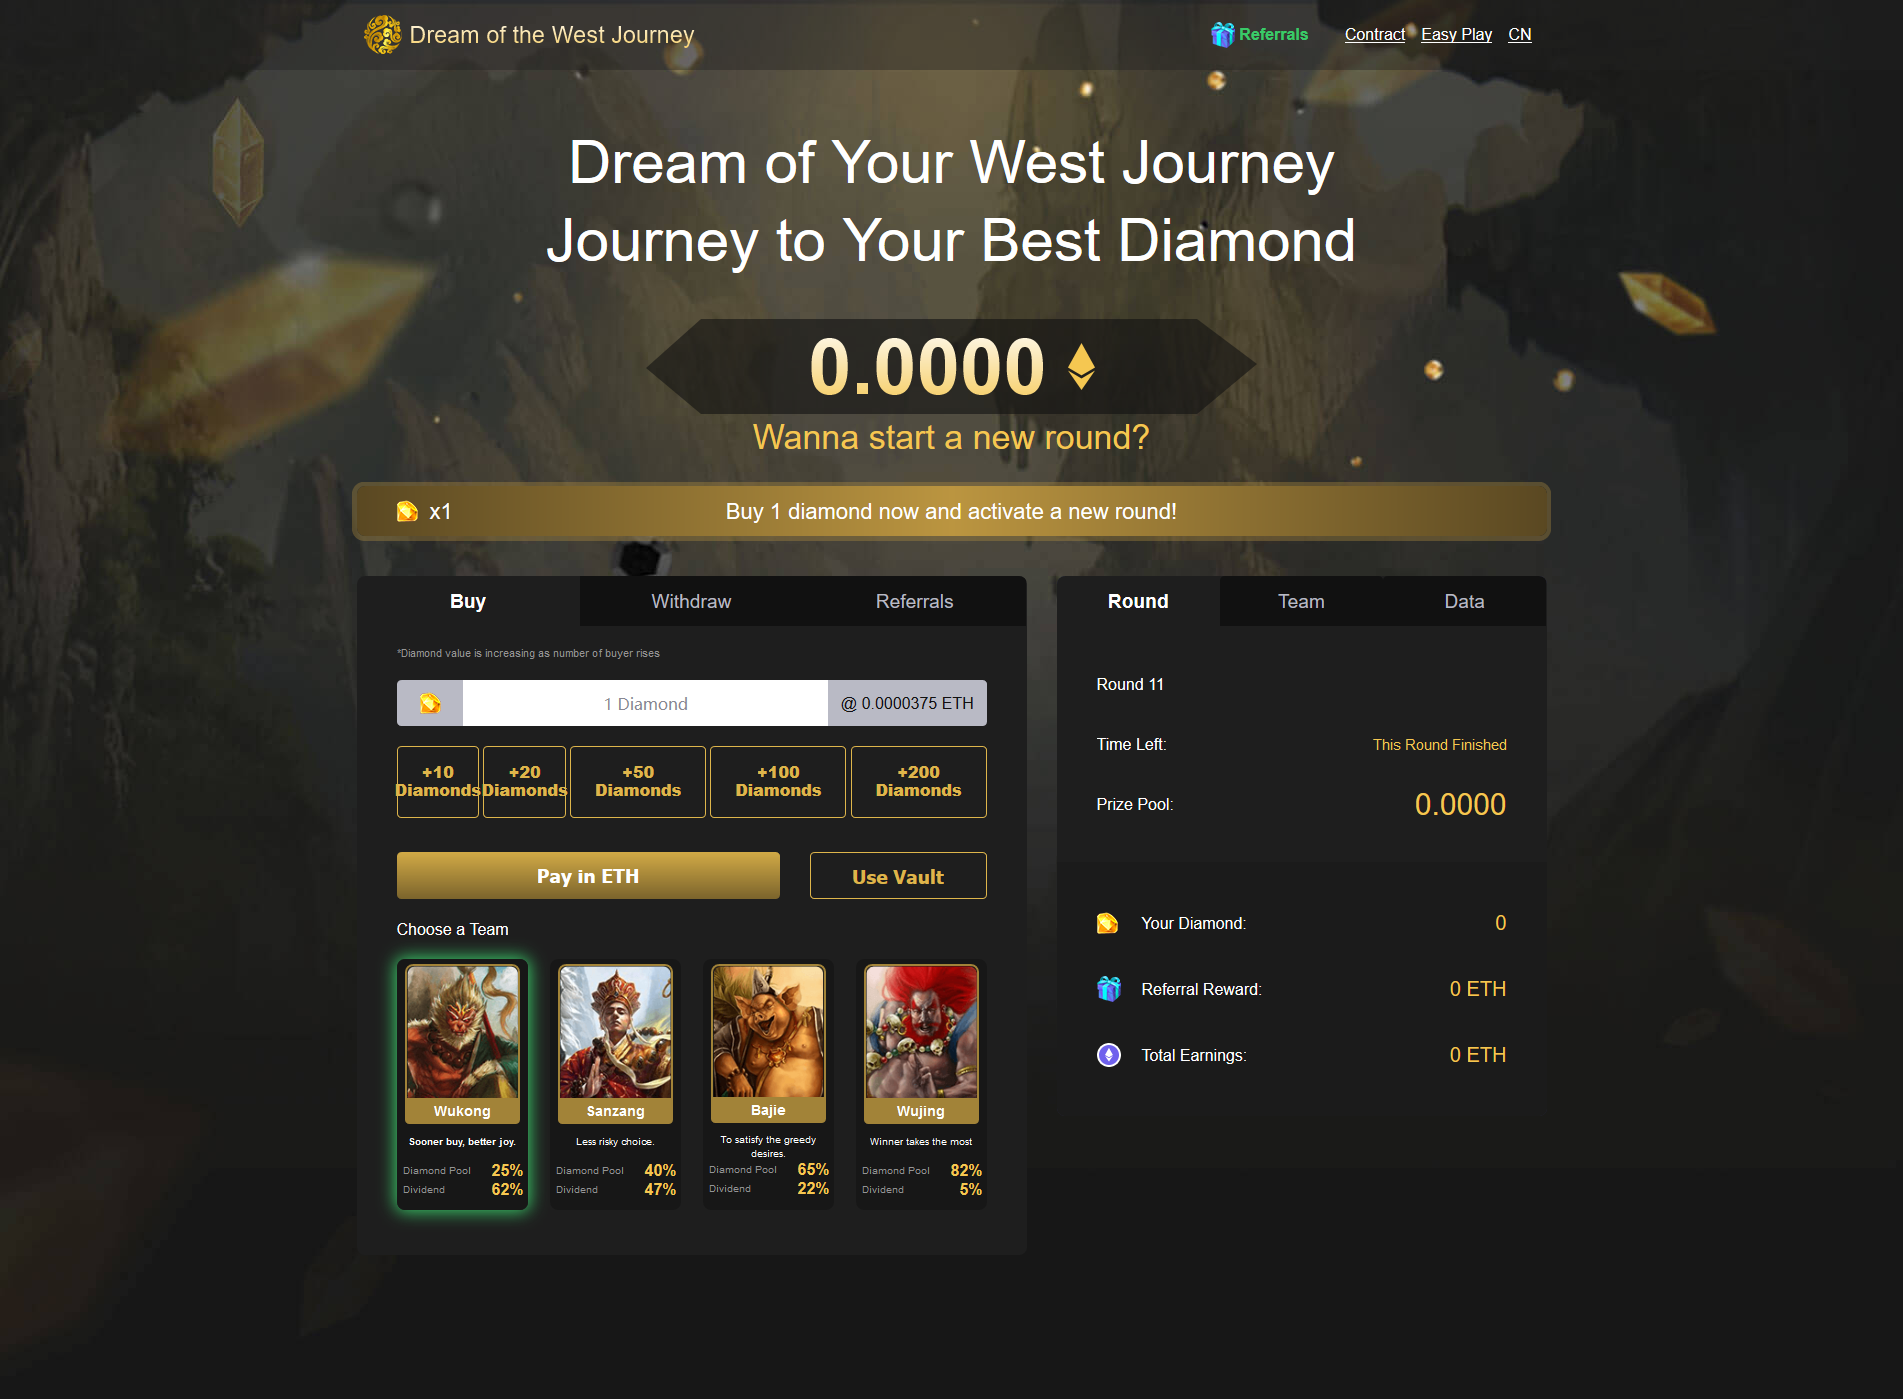 Dream of the West Journey
Referrals
Contract
Easy Play
CN
Dream of Your West Journey
Journey to Your Best Diamond
0.0000
Wanna start a new round?
x1
Buy 1 diamond now and activate a new round!
Buy
Withdraw
Referrals
*Diamond value is increasing as number of buyer rises
1 Diamond
@ 0.0000375 ETH
+10
Diamonds
+20
Diamonds
+50
Diamonds
+100
Diamonds
+200
Diamonds
Pay in ETH
Use Vault
Choose a Team
Wukong
Sooner buy, better joy.
Diamond Pool 25%
Dividend 62%
Sanzang
Less risky choice.
Diamond Pool 40%
Dividend 47%
Bajie
To satisfy the greedy
desires.
Diamond Pool 65%
Dividend 22%
Wujing
Winner takes the most
Diamond Pool 82%
Dividend 5%
Round
Team
Data
Round 11
Time Left: This Round Finished
Prize Pool: 0.0000
Your Diamond: 0
Referral Reward: 0 ETH
Total Earnings: 0 ETH